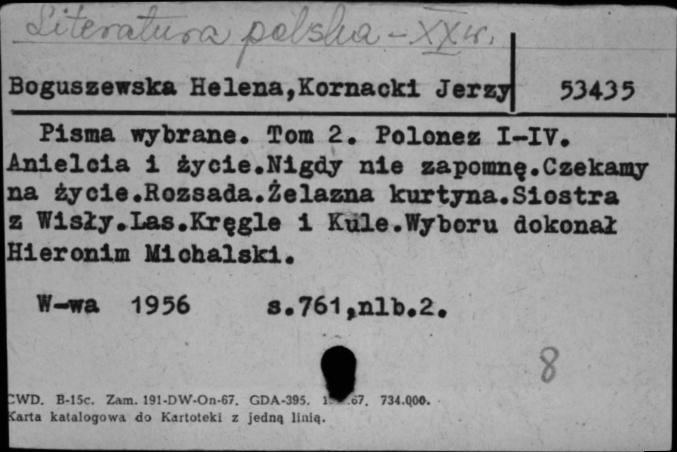 Literatura polska - XX w.
Boguszewska Helena,Kornacki Jerzy 53435
Pisma wybrane. Tom 2. Polonez I-IV.
Anielcia i życie.Nigdy nie zapomnę.Czekamy
na życie.Rozsada.Żelazna kurtyna.Siostra
z Wisły.Las.Kręgle i Kule.Wyboru dokonał
Hieronim Michalski.
W-wa 1956 s.761,nlb.2.
8
CWD. B-15c. Zam. 191-DW-On-67. GDA-395. 67. 734.000.
Karta katalogowa do Kartoteki z jedną linią.